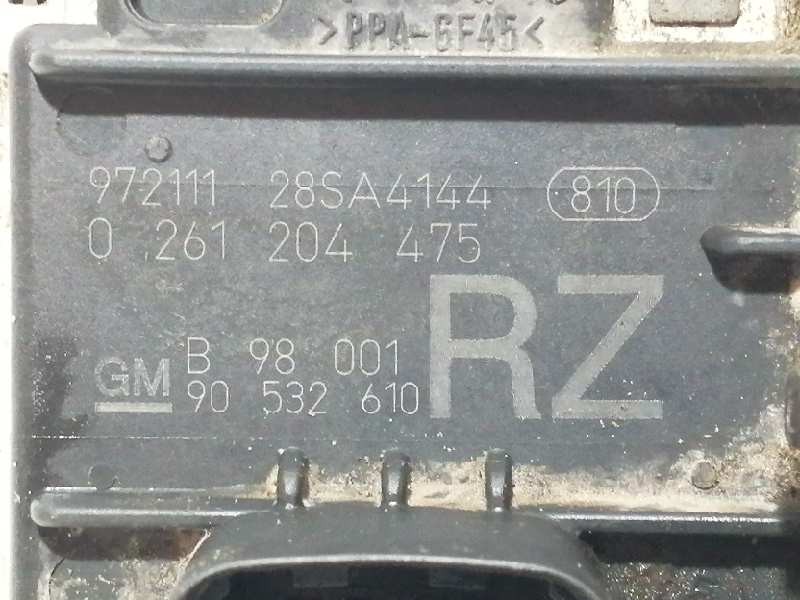 >PPA-GF45<
972111 28SA4144 810
0 261 204 475
RZ
B 98 001
GM 90 532 610